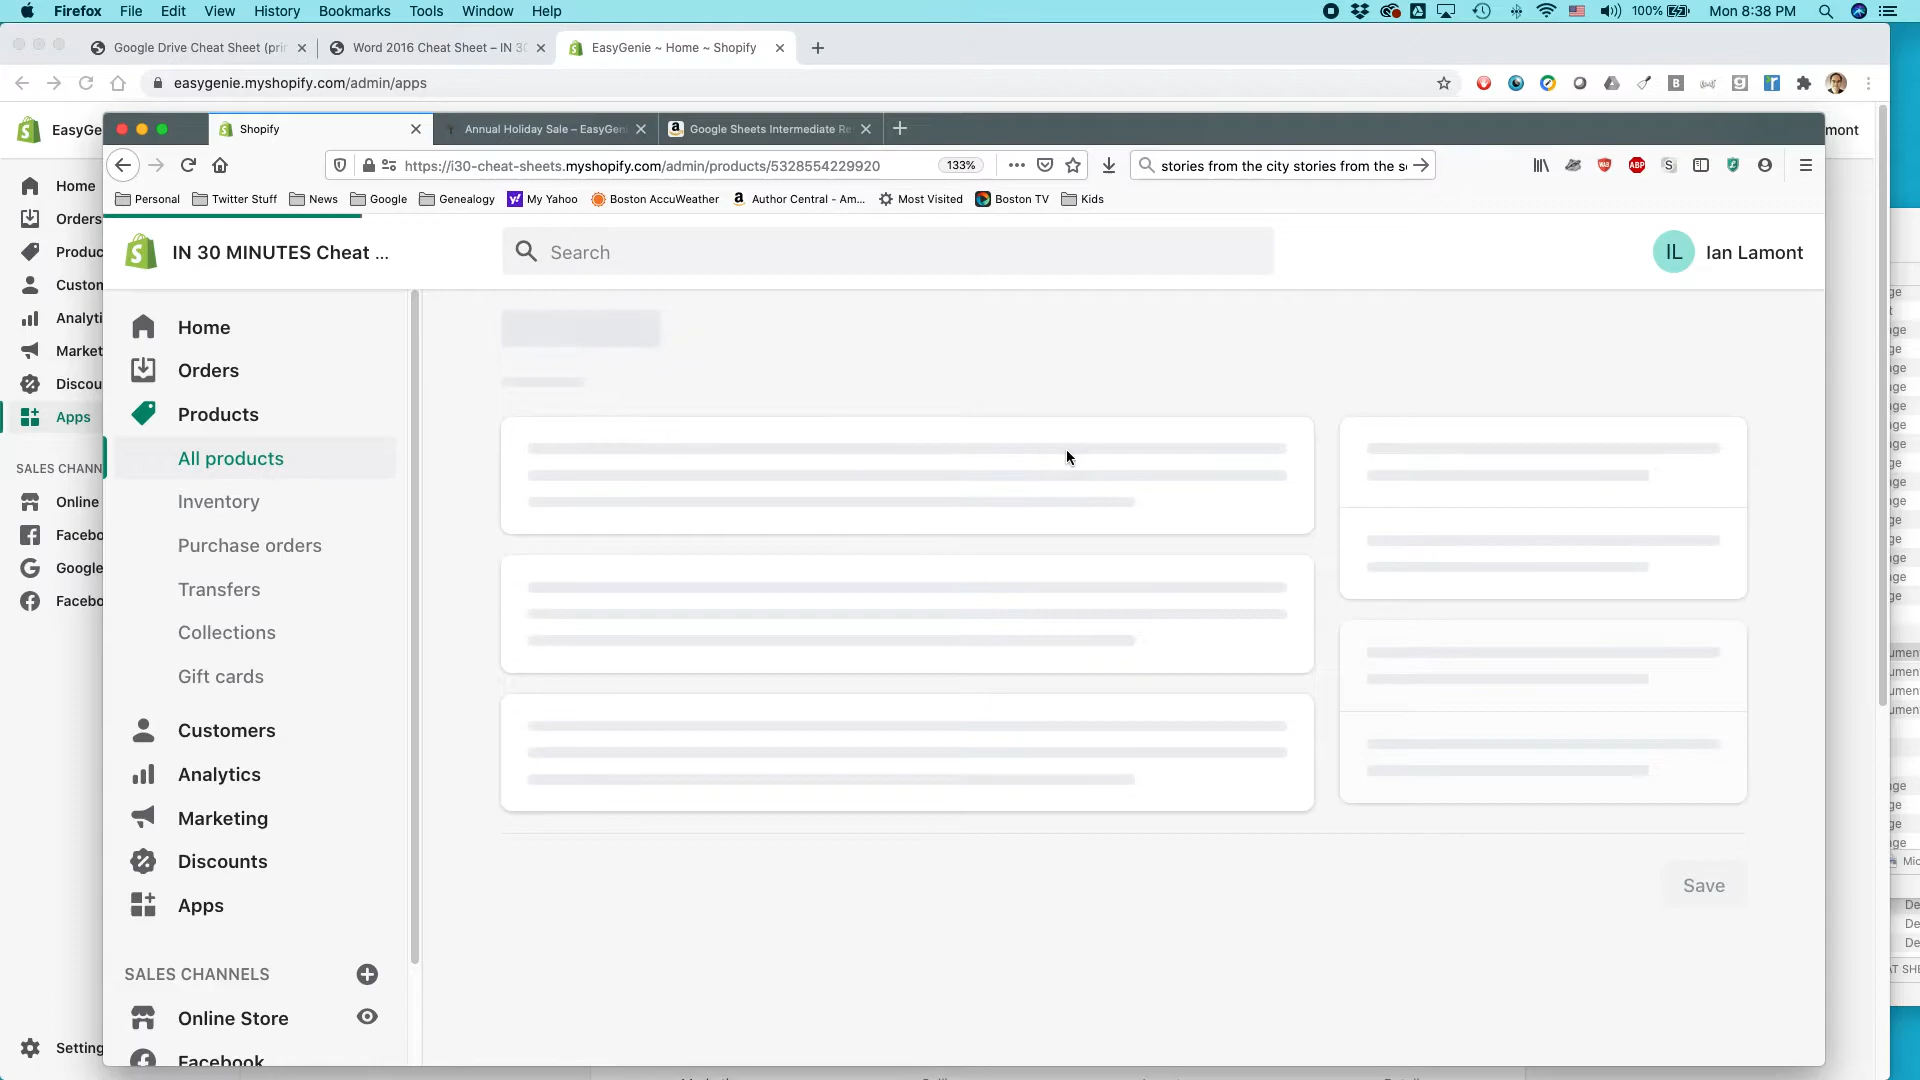 Firefox File Edit View History Bookmarks Tools Window Help 100% Mon 8:38 PM
Google Drive Cheat Sheet (prin Word 2016 Cheat Sheet – IN 30 EasyGenie ~ Home ~ Shopify
easygenie.myshopify.com/admin/apps
EasyGe mont
Home
Orders
Produc
Custon
Analyti
Market
Discou
Apps
SALES CHANN
Online
Facebo
Google
Facebo
Setting
Shopify Annual Holiday Sale – EasyGeni Google Sheets Intermediate Re
https://i30-cheat-sheets.myshopify.com/admin/products/5328554229920 133% stories from the city stories from the s
Personal Twitter Stuff News Google Genealogy My Yahoo Boston AccuWeather Author Central - Am... Most Visited Boston TV Kids
IN 30 MINUTES Cheat ... Search IL Ian Lamont
Home
Orders
Products
All products
Inventory
Purchase orders
Transfers
Collections
Gift cards
Customers
Analytics
Marketing
Discounts
Apps
SALES CHANNELS
Online Store
Facebook
Save